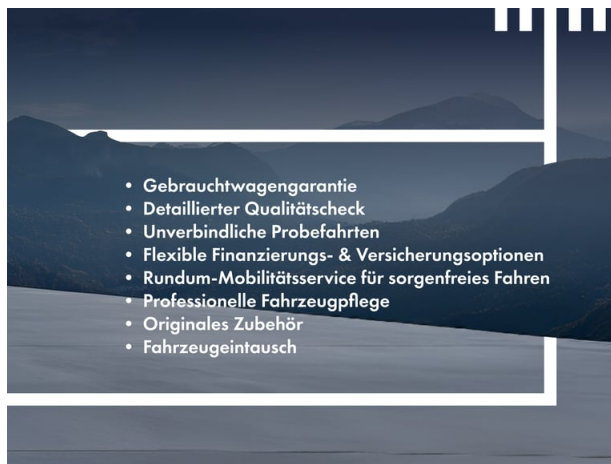 • Gebrauchtwagengarantie
• Detaillierter Qualitätscheck
• Unverbindliche Probefahrten
• Flexible Finanzierungs- & Versicherungsoptionen
• Rundum-Mobilitätsservice für sorgenfreies Fahren
• Professionelle Fahrzeugpflege
• Originales Zubehör
• Fahrzeugeintausch